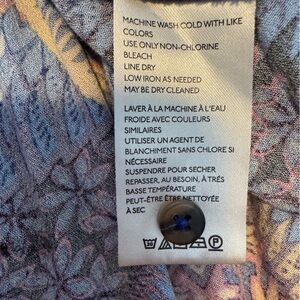 MACHINE WASH COLD WITH LIKE
COLORS
USE ONLY NON-CHLORINE
BLEACH
LINE DRY
LOW IRON AS NEEDED
MAY BE DRY CLEANED
LAVER À LA MACHINE À L'EAU
FROIDE AVEC COULEURS
SIMILAIRES
UTILISER UN AGENT DE
BLANCHIMENT SANS CHLORE SI
NÉCESSAIRE
SUSPENDRE POUR SECHER
REPASSER, AU BESOIN, À TRÉS
BASSE TEMPÉRATURE
PEUT-ÊTRE ÊTRE NETTOYÉE
À SEC